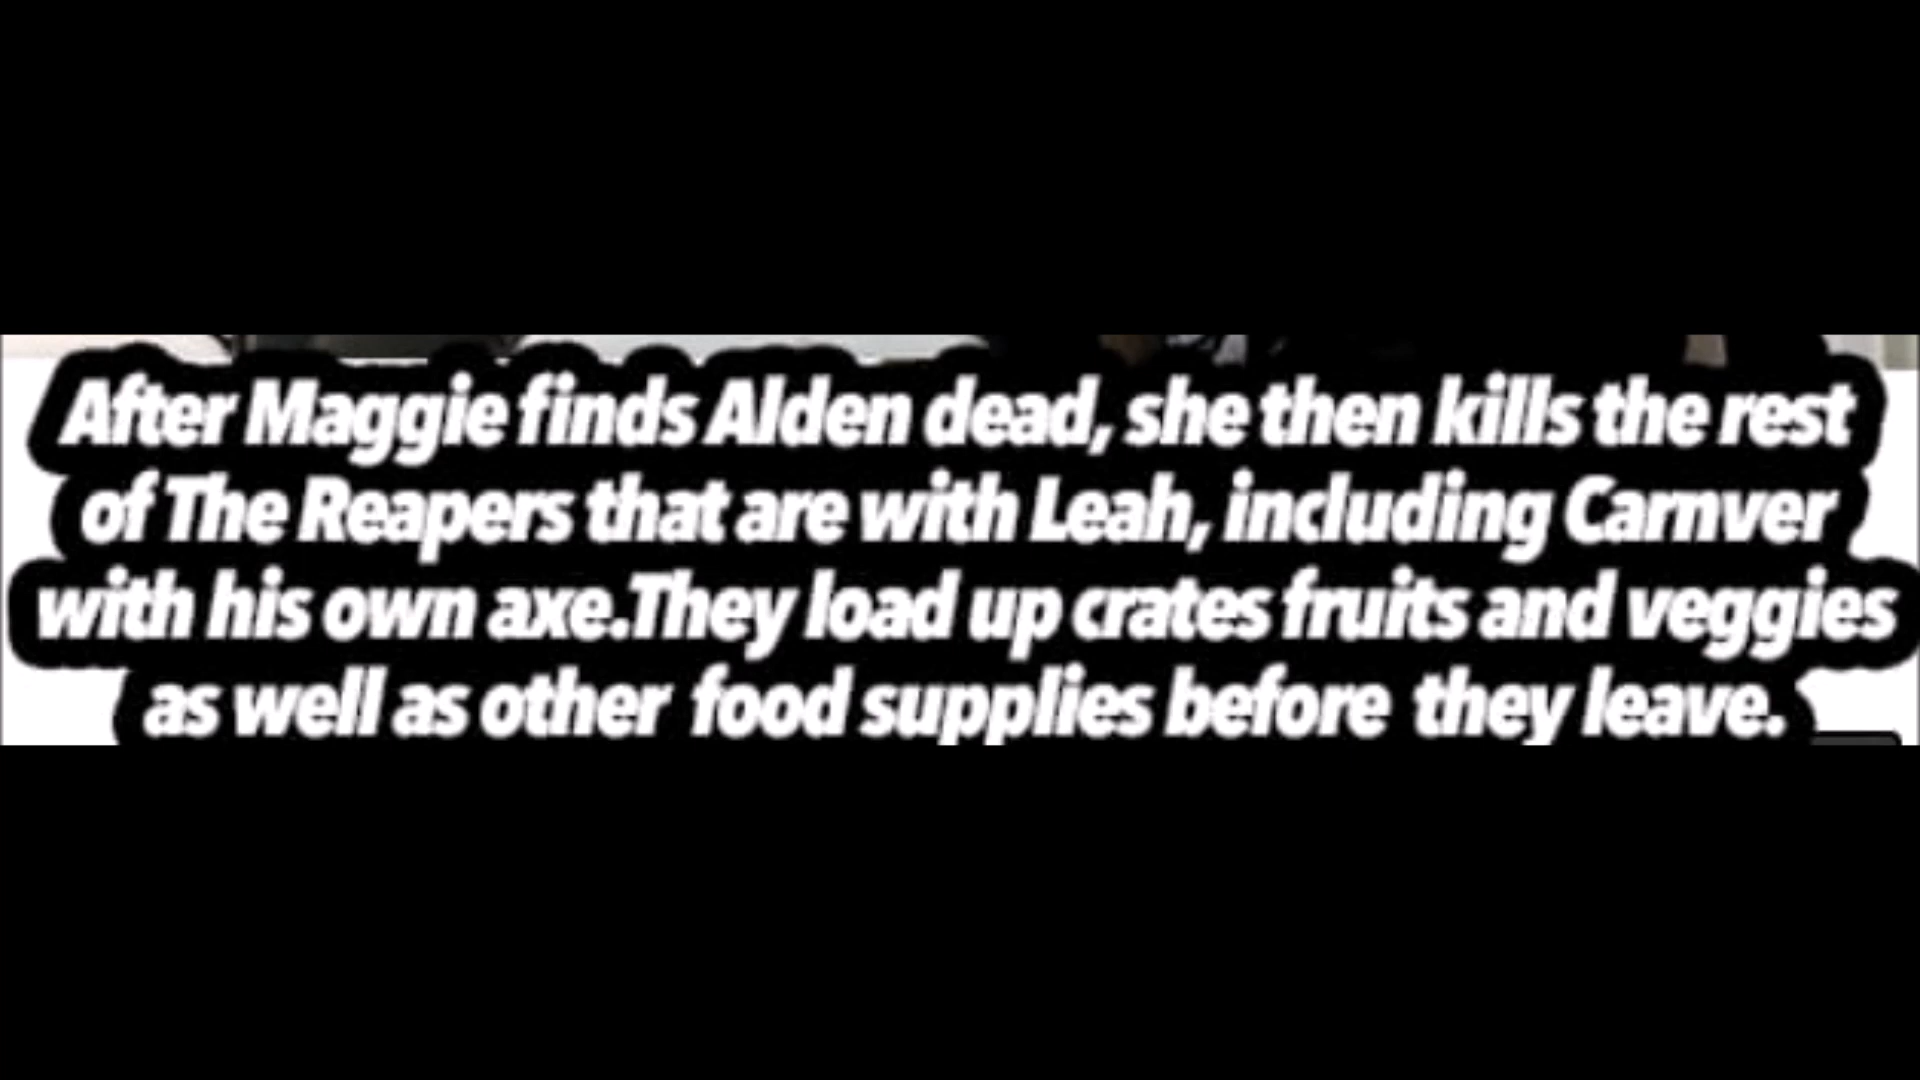 After Maggie finds Alden dead, she then kills the rest
of The Reapers that are with Leah, including Carnver
with his own axe.They load up crates fruits and veggies
as well as other food supplies before they leave.